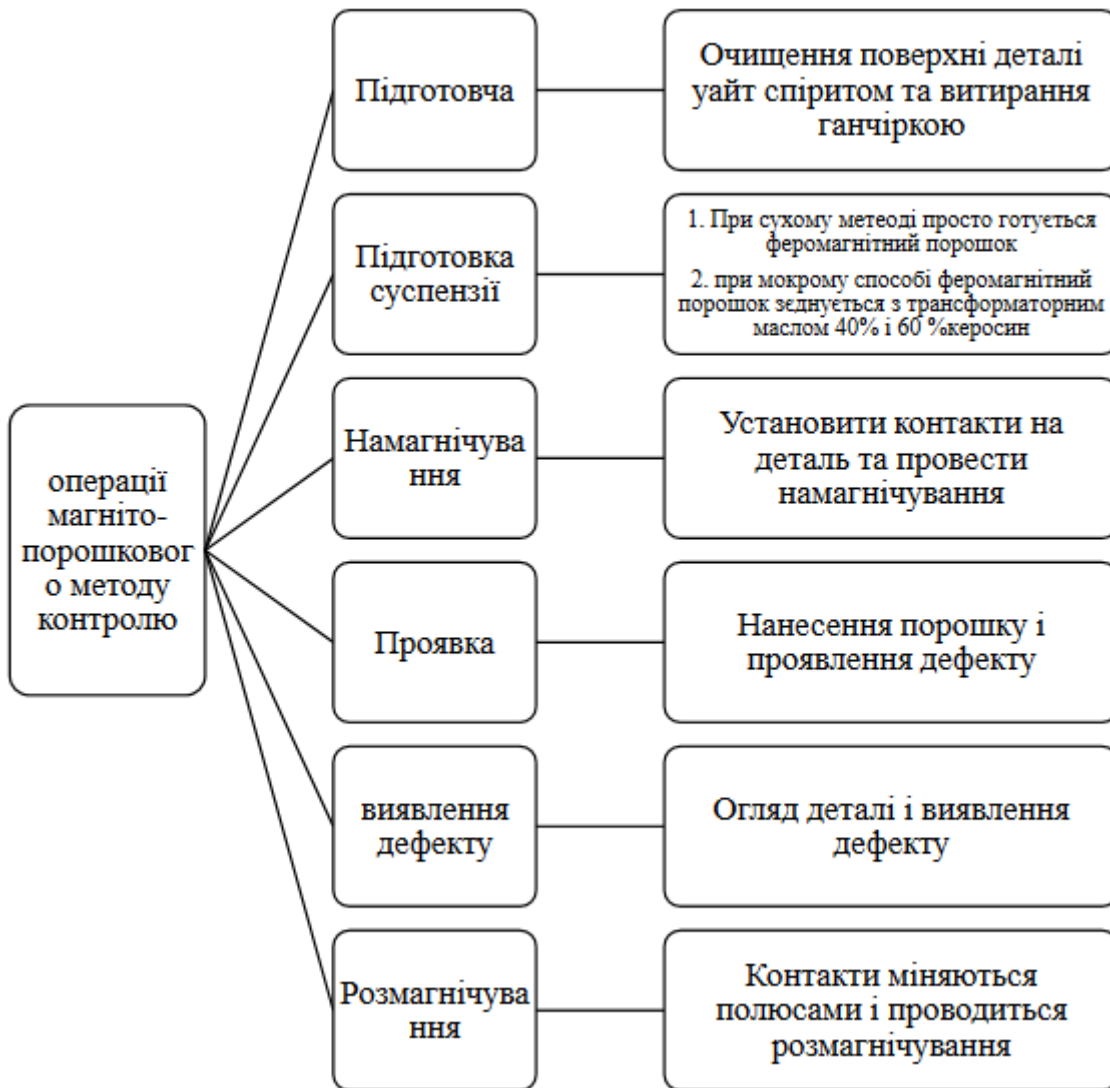 операції
магніто-
порошковог
о методу
контролю
Підготовча
Очищення поверхні деталі
уайт спіритом та витирання
ганчіркою
Підготовка
суспензії
1. При сухому метеоді просто готується
феромагнітний порошок
2. при мокрому способі феромагнітний
порошок зєднується з трансформаторним
маслом 40% і 60 %керосин
Намагнічува
ння
Установити контакти на
деталь та провести
намагнічування
Проявка
Нанесення порошку і
проявлення дефекту
виявлення
дефекту
Огляд деталі і виявлення
дефекту
Розмагнічува
ння
Контакти міняються
полюсами і проводиться
розмагнічування